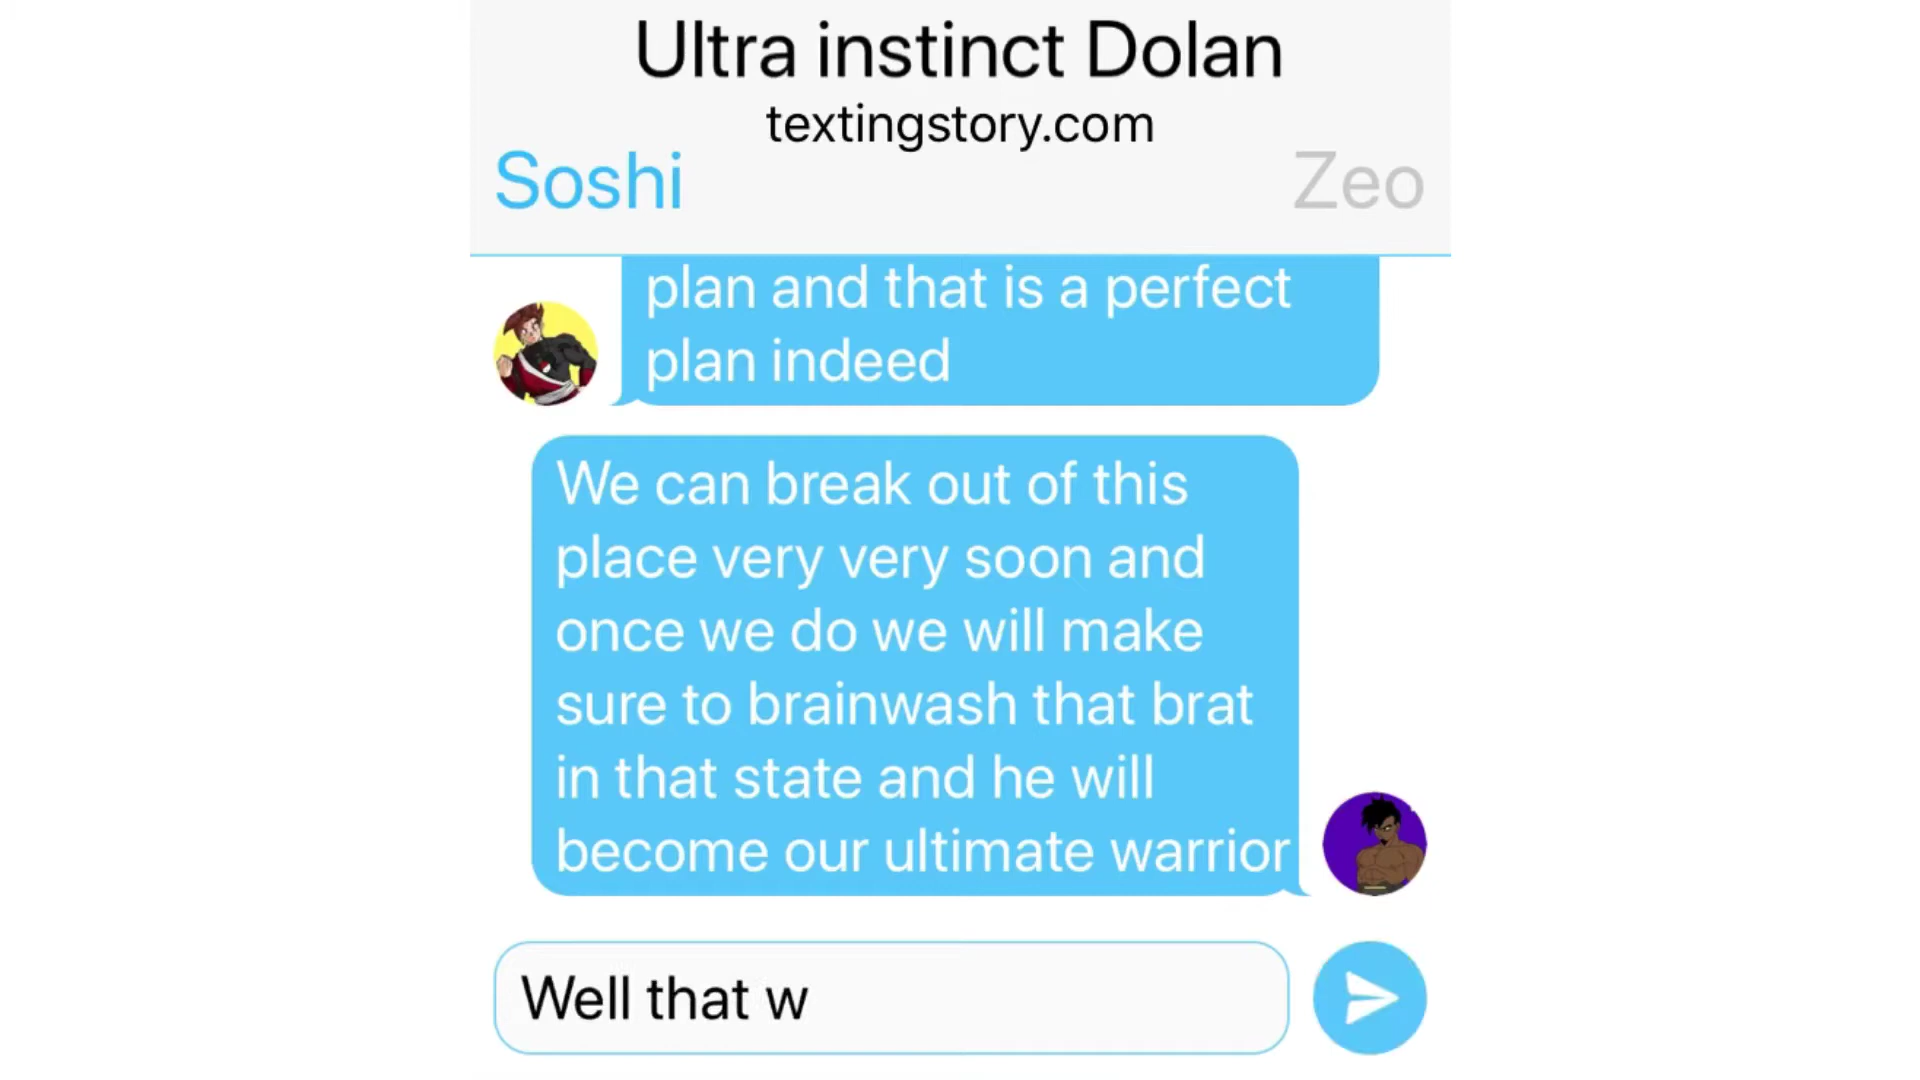 Ultra instinct Dolan
textingstory.com
Soshi
Zeo
plan and that is a perfect
plan indeed
We can break out of this
place very very soon and
once we do we will make
sure to brainwash that brat
in that state and he will
become our ultimate warrior
Well that w